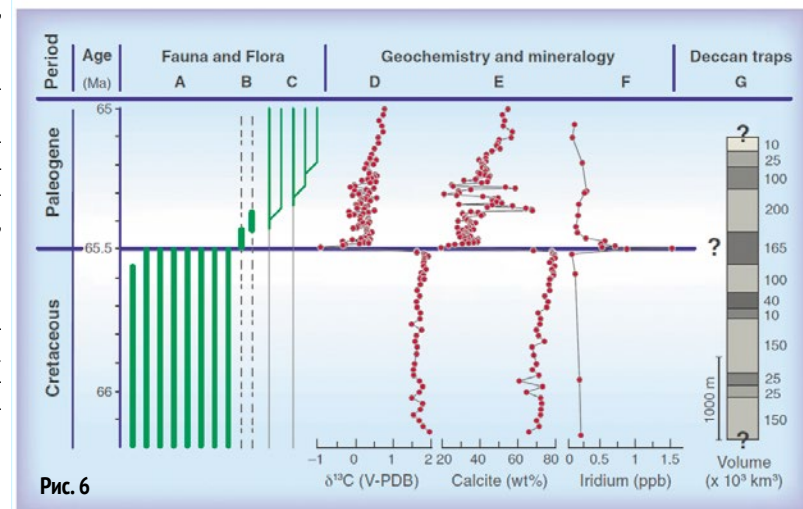 Period
Age
(Ma)
Fauna and Flora
A B C
Geochemistry and mineralogy
D E F
Deccan traps
G
Paleogene
Cretaceous
65
65.5
66
?
?
10
25
100
200
165
100
40
10
150
25
25
150
?
1000 m
−1 0 1 2
δ¹³C (V-PDB)
20 40 60 80
Calcite (wt%)
0 0.5 1 1.5
Iridium (ppb)
Volume
(x 10³ km³)
Рис. 6